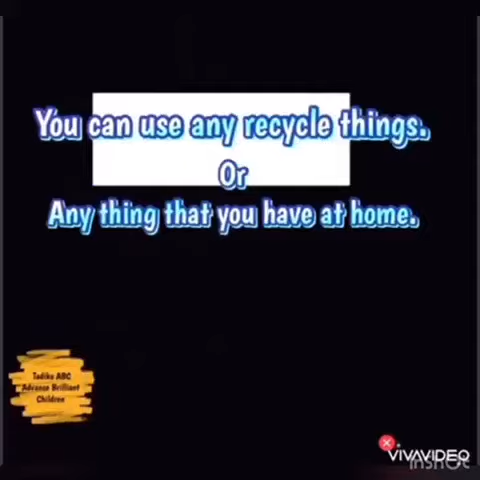 You can use any recycle things.
Or
Any thing that you have at home.
Tadika ABC
Advance Brilliant
Children
VIVAVIDEO
InShOt